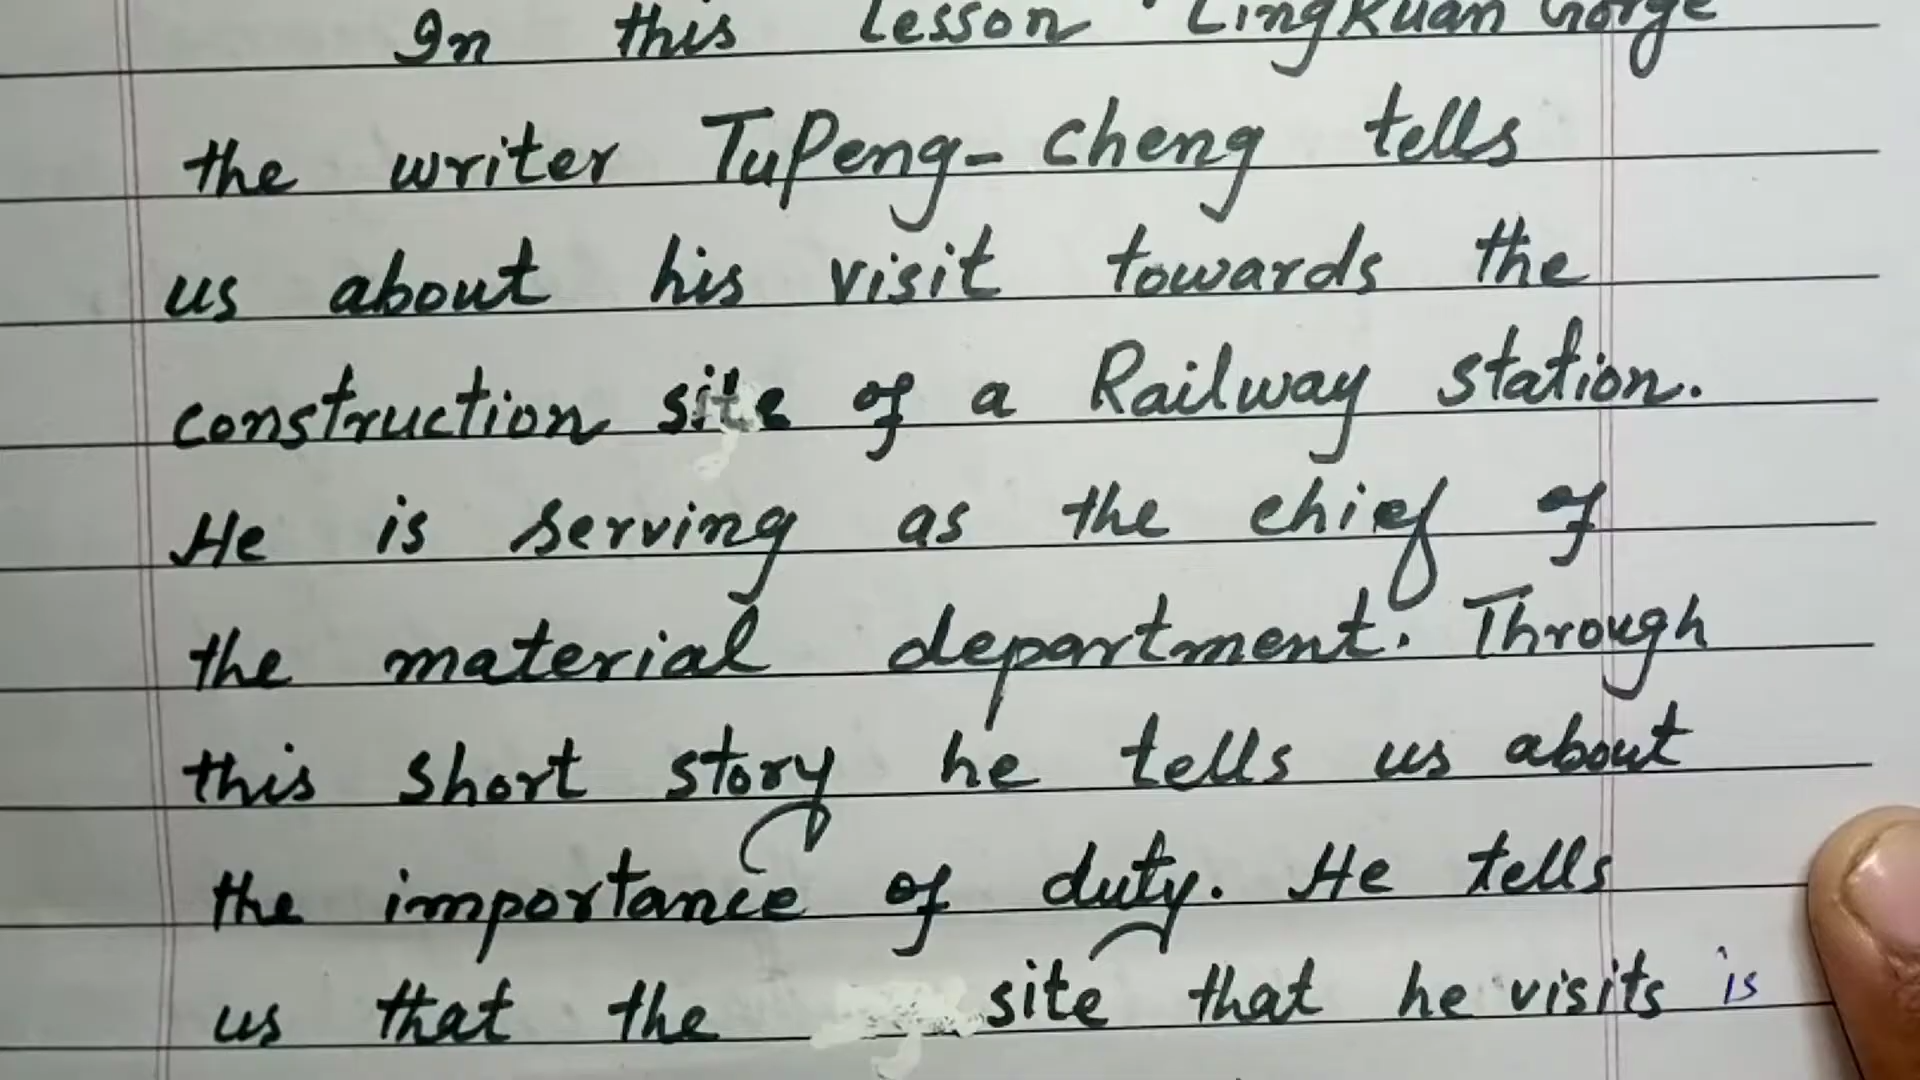 In this Lesson ' LingKuan Gorge
the writer TuPeng-cheng tells
us about his visit towards the
construction site of a Railway station.
He is serving as the chief of
the material department. Through
this short story he tells us about
the importance of duty. He tells
us that the site that he visits is